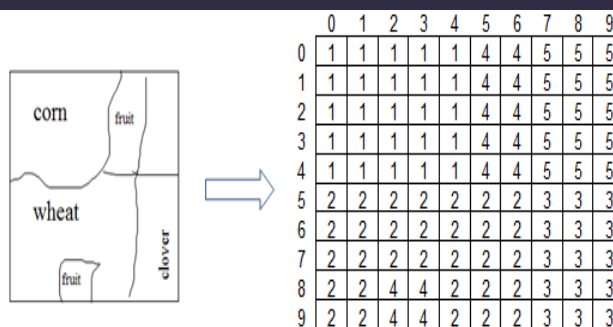 corn
fruit
wheat
fruit
clover
0 1 2 3 4 5 6 7 8 9
0 1 1 1 1 1 4 4 5 5 5
1 1 1 1 1 1 4 4 5 5 5
2 1 1 1 1 1 4 4 5 5 5
3 1 1 1 1 1 4 4 5 5 5
4 1 1 1 1 1 4 4 5 5 5
5 2 2 2 2 2 2 2 3 3 3
6 2 2 2 2 2 2 2 3 3 3
7 2 2 2 2 2 2 2 3 3 3
8 2 2 4 4 2 2 2 3 3 3
9 2 2 4 4 2 2 2 3 3 3